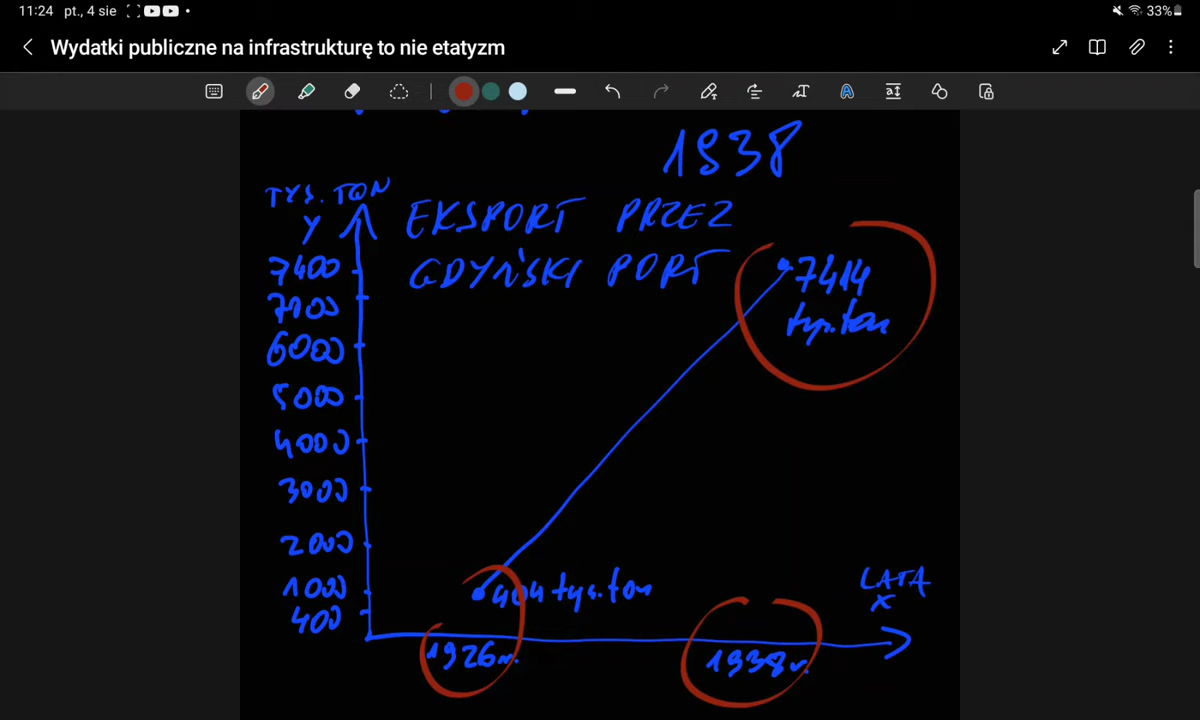 11:24 pt., 4 sie
33%
Wydatki publiczne na infrastrukturę to nie etatyzm
1938
TYS. TON
Y
EKSPORT PRZEZ
GDYŃSKI PORT
7400
7000
6000
5000
4000
3000
2000
1000
400
7414
tys. ton
404 tys. ton
LATA
X
1926 r.
1938 r.